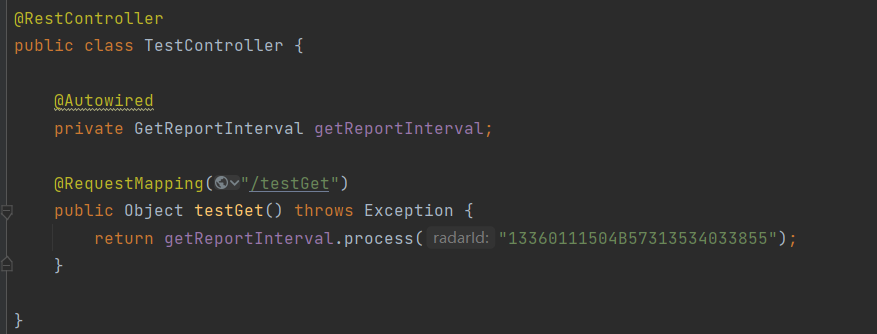 @RestController
public class TestController {
@Autowired
private GetReportInterval getReportInterval;
@RequestMapping("/testGet")
public Object testGet() throws Exception {
return getReportInterval.process( radarId: "13360111504B57313534033855");
}
}